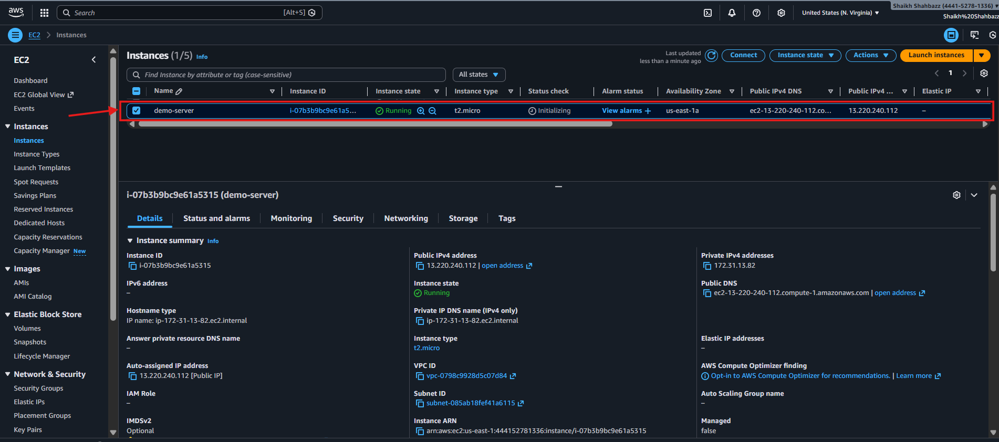 aws
Search [Alt+S]
United States (N. Virginia)
Shaikh Shahbazz (4441-5278-1336)
Shaikh%20Shahbazz
EC2 Instances
EC2
Dashboard
EC2 Global View
Events
Instances
Instances
Instance Types
Launch Templates
Spot Requests
Savings Plans
Reserved Instances
Dedicated Hosts
Capacity Reservations
Capacity Manager New
Images
AMIs
AMI Catalog
Elastic Block Store
Volumes
Snapshots
Lifecycle Manager
Network & Security
Security Groups
Elastic IPs
Placement Groups
Key Pairs
Instances (1/5) Info
Last updated
less than a minute ago
Connect Instance state Actions Launch instances
Find Instance by attribute or tag (case-sensitive) All states 1
Name Instance ID Instance state Instance type Status check Alarm status Availability Zone Public IPv4 DNS Public IPv4 ... Elastic IP
demo-server i-07b3b9bc9e61a5... Running t2.micro Initializing View alarms + us-east-1a ec2-13-220-240-112.co... 13.220.240.112 –
i-07b3b9bc9e61a5315 (demo-server)
Details Status and alarms Monitoring Security Networking Storage Tags
Instance summary Info
Instance ID Public IPv4 address Private IPv4 addresses
i-07b3b9bc9e61a5315 13.220.240.112 | open address 172.31.13.82
IPv6 address Instance state Public DNS
– Running ec2-13-220-240-112.compute-1.amazonaws.com | open address
Hostname type Private IP DNS name (IPv4 only)
IP name: ip-172-31-13-82.ec2.internal ip-172-31-13-82.ec2.internal
Answer private resource DNS name Instance type Elastic IP addresses
– t2.micro –
Auto-assigned IP address VPC ID AWS Compute Optimizer finding
13.220.240.112 [Public IP] vpc-0798c9928d5c07d84 Opt-in to AWS Compute Optimizer for recommendations. | Learn more
IAM Role Subnet ID Auto Scaling Group name
– subnet-085ab18fef41a6115 –
IMDSv2 Instance ARN Managed
Optional arn:aws:ec2:us-east-1:444152781336:instance/i-07b3b9bc9e61a5315 false